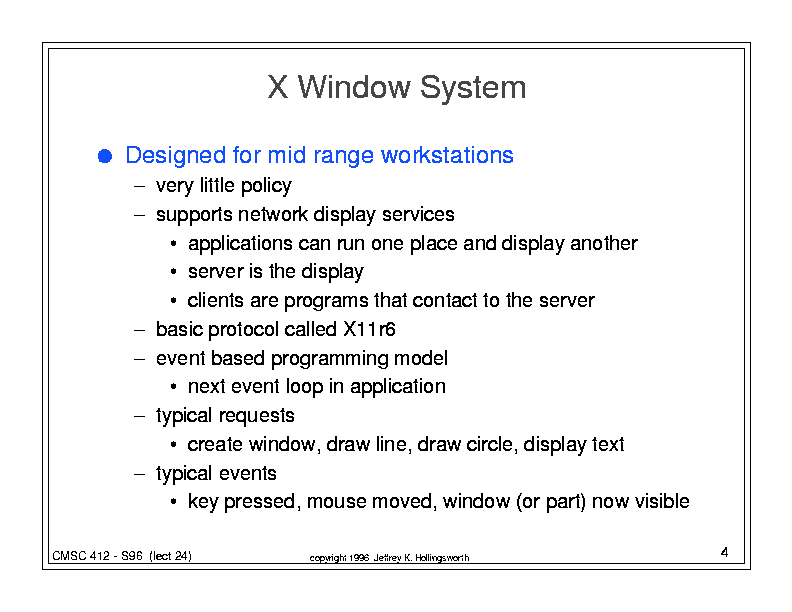 X Window System
● Designed for mid range workstations
– very little policy
– supports network display services
• applications can run one place and display another
• server is the display
• clients are programs that contact to the server
– basic protocol called X11r6
– event based programming model
• next event loop in application
– typical requests
• create window, draw line, draw circle, display text
– typical events
• key pressed, mouse moved, window (or part) now visible
CMSC 412 - S96 (lect 24)
copyright 1996 Jeffrey K. Hollingsworth
4